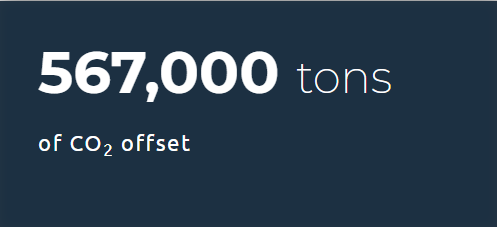 567,000 tons
of CO₂ offset